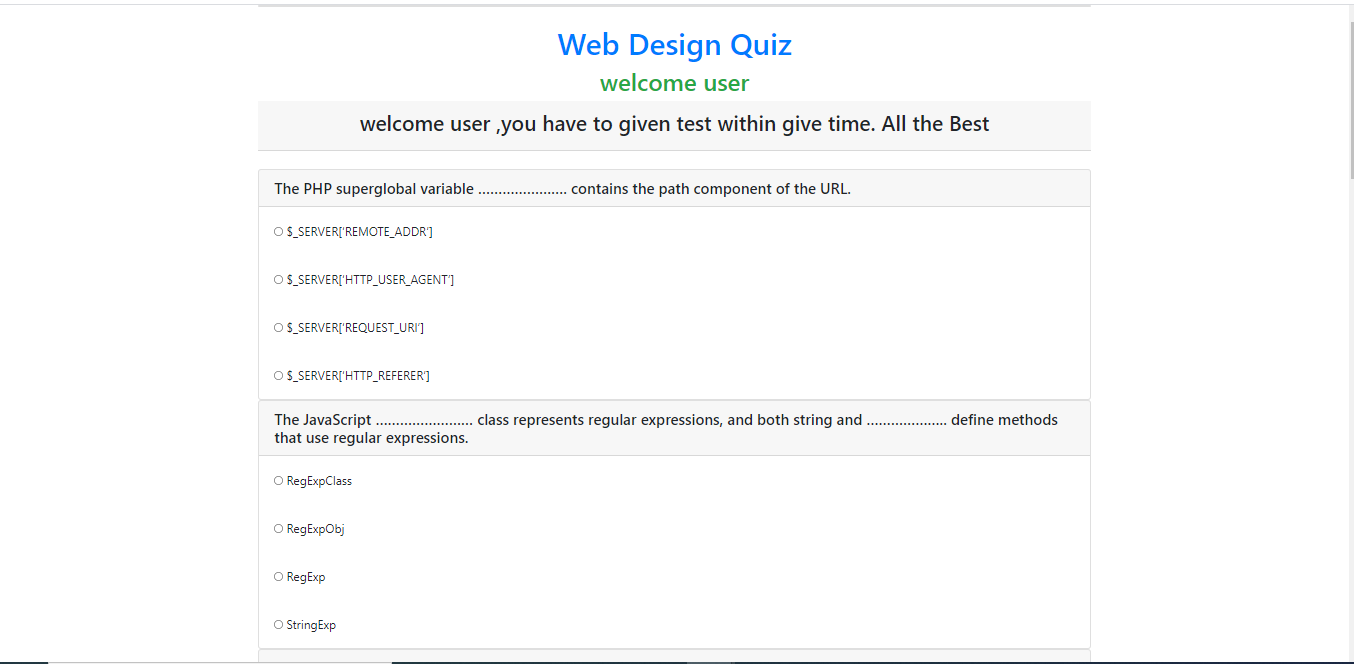 Web Design Quiz
welcome user
welcome user ,you have to given test within give time. All the Best
The PHP superglobal variable ...................... contains the path component of the URL.
$_SERVER['REMOTE_ADDR']
$_SERVER['HTTP_USER_AGENT']
$_SERVER['REQUEST_URI']
$_SERVER['HTTP_REFERER']
The JavaScript ........................ class represents regular expressions, and both string and .................... define methods
that use regular expressions.
RegExpClass
RegExpObj
RegExp
StringExp